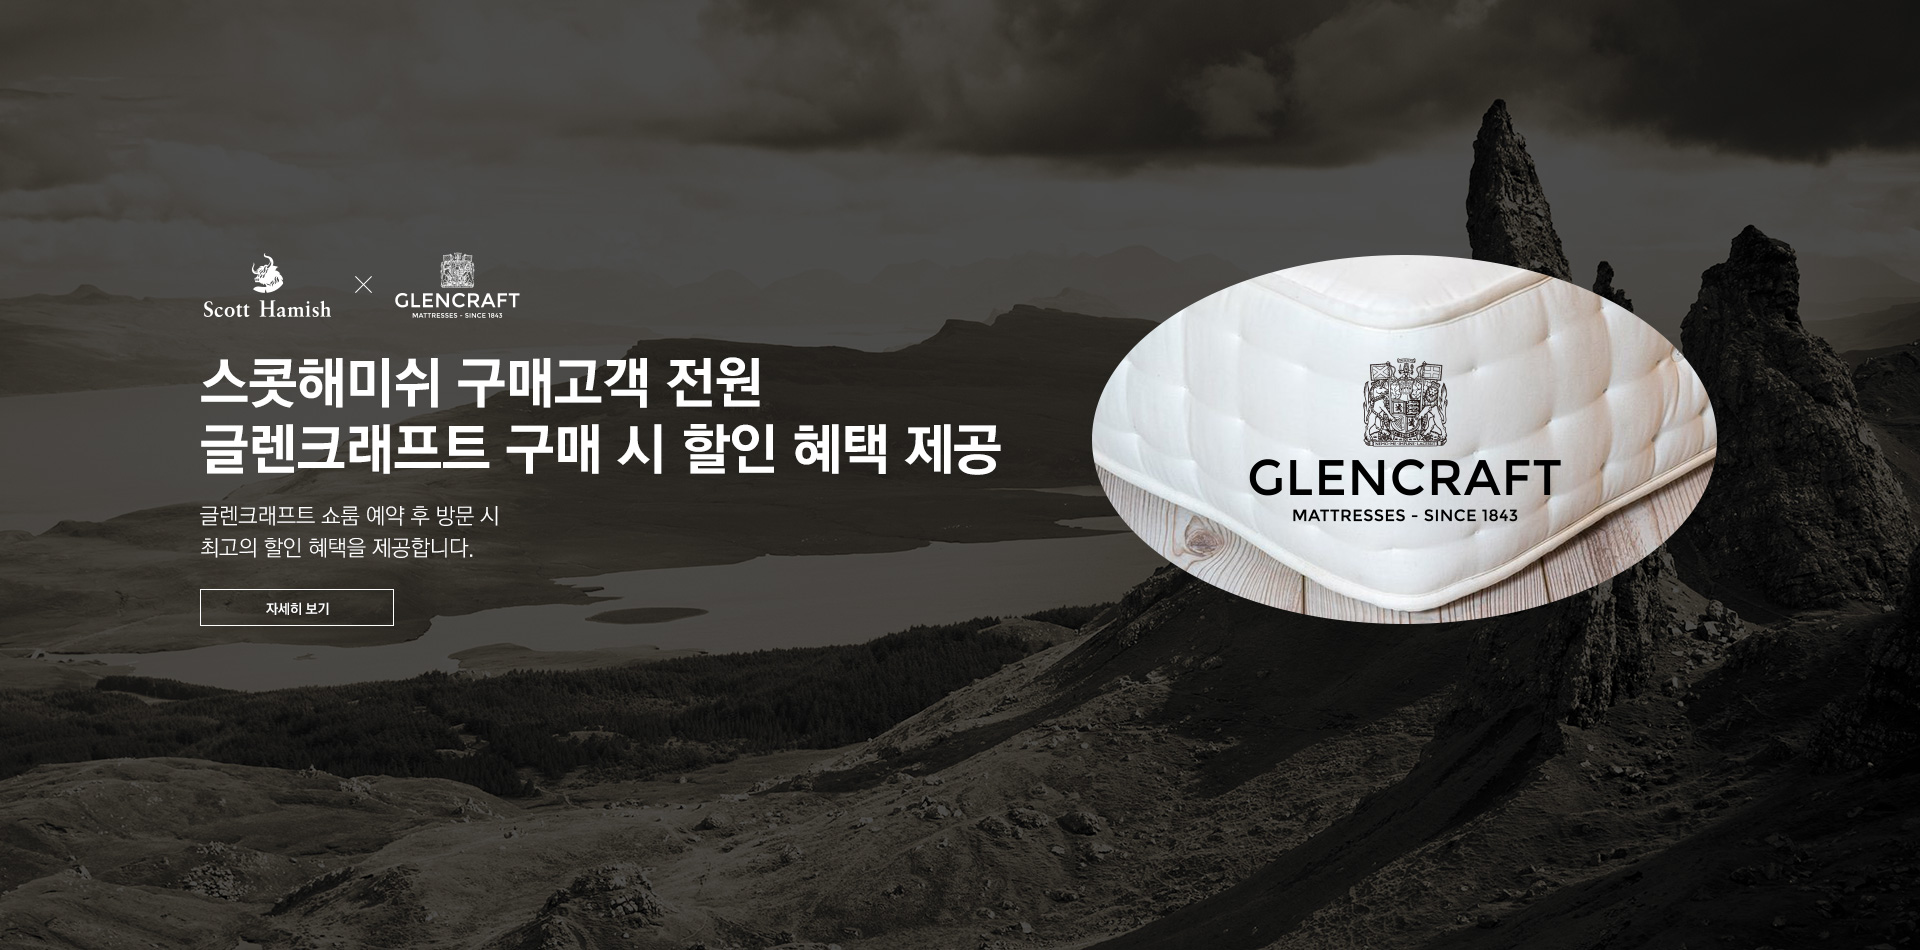 Scott Hamish
×
GLENCRAFT
MATTRESSES - SINCE 1843
스콧해미쉬 구매고객 전원
글렌크래프트 구매 시 할인 혜택 제공
글렌크래프트 쇼룸 예약 후 방문 시
최고의 할인 혜택을 제공합니다.
자세히 보기
GLENCRAFT
MATTRESSES - SINCE 1843